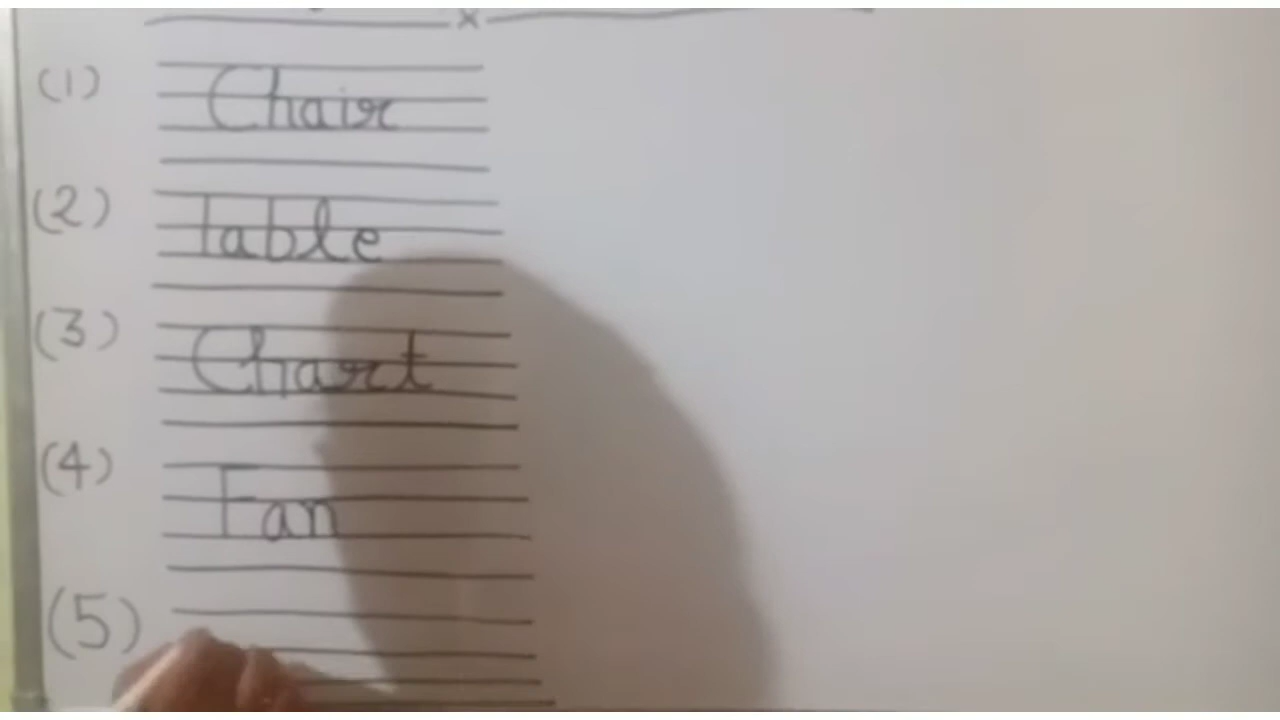 (1) Chair
(2) Table
(3) Chart
(4) Fan
(5)